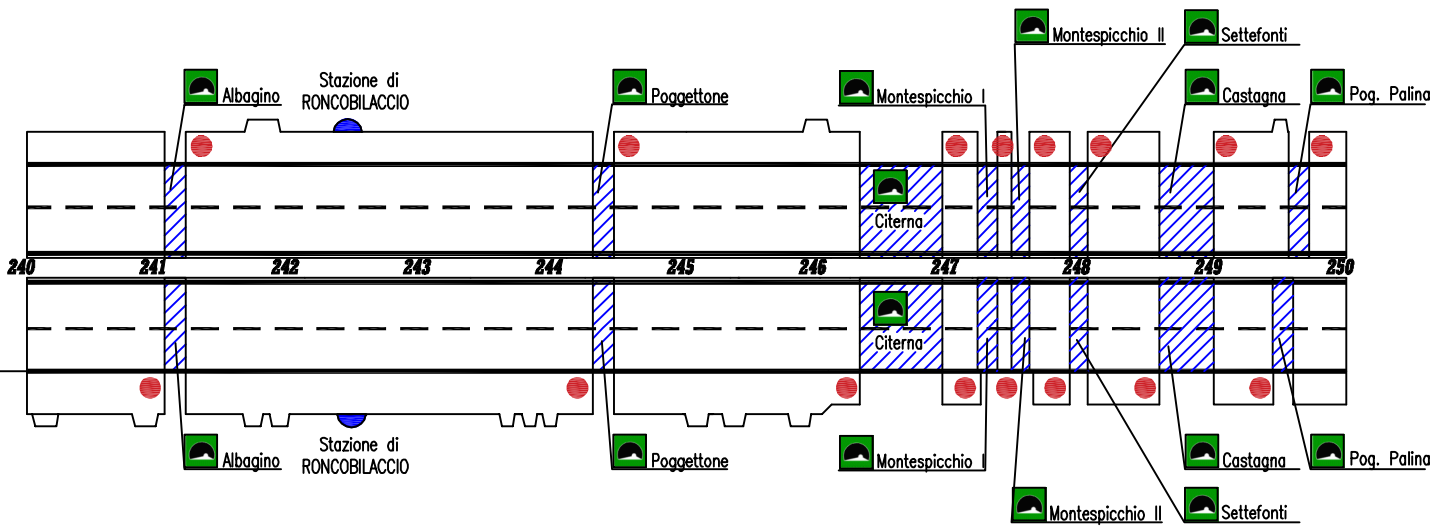 Montespicchio II
Settefonti
Albagino
Stazione di
RONCOBILACCIO
Poggettone
Montespicchio I
Castagna
Pog. Palina
Citerna
240 241 242 243 244 245 246 247 248 249 250
Citerna
Albagino
Stazione di
RONCOBILACCIO
Poggettone
Montespicchio I
Castagna
Pog. Palina
Montespicchio II
Settefonti